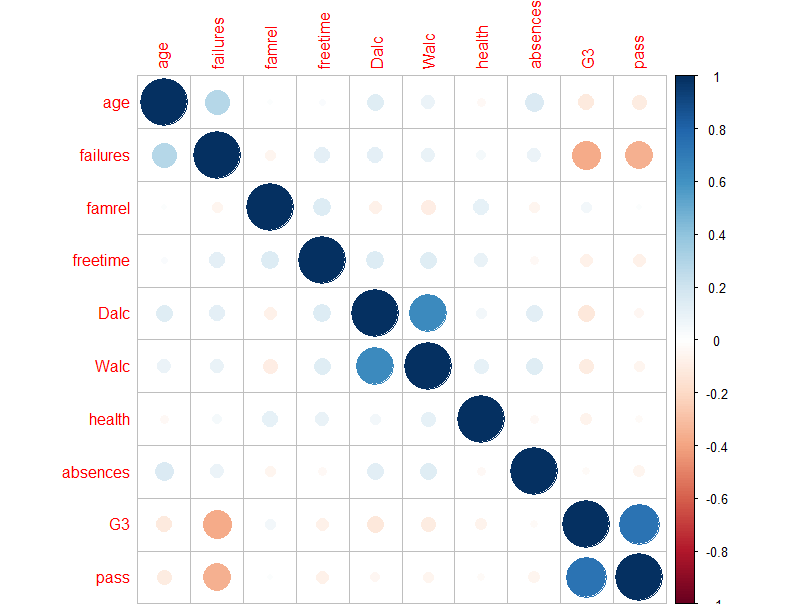 age
failures
famrel
freetime
Dalc
Walc
health
absences
G3
pass
age
failures
famrel
freetime
Dalc
Walc
health
absences
G3
pass
1
0.8
0.6
0.4
0.2
0
-0.2
-0.4
-0.6
-0.8
-1